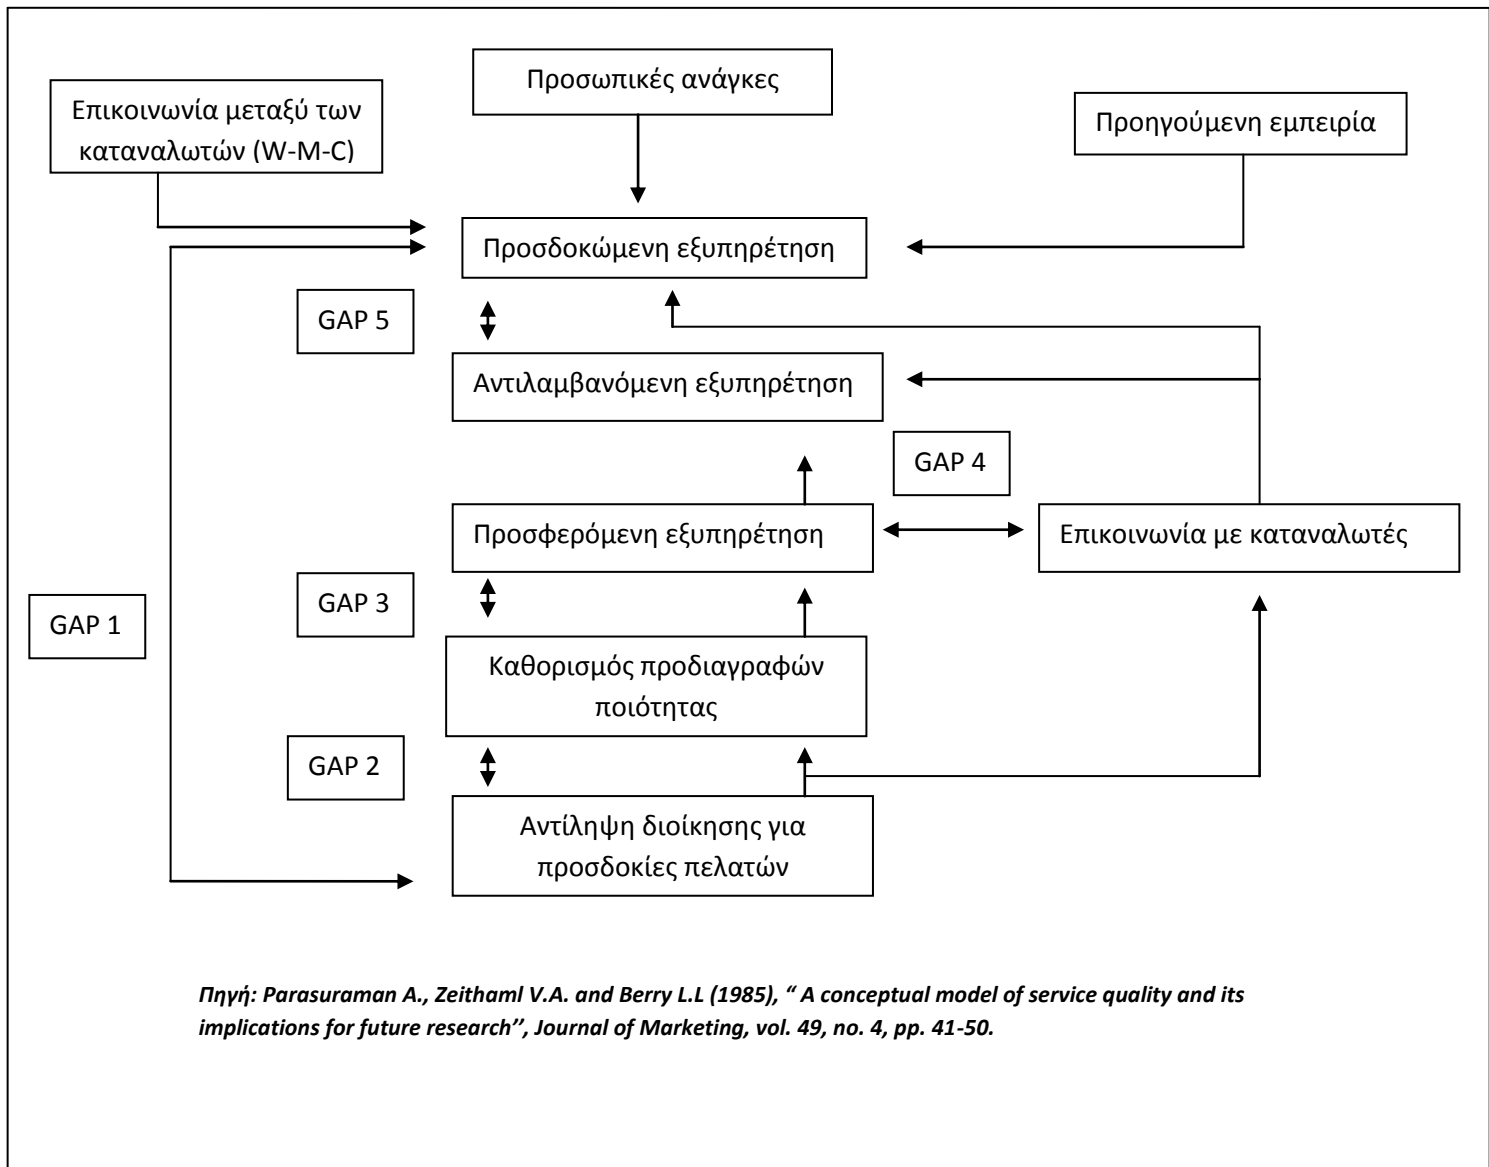 Προσωπικές ανάγκες
Επικοινωνία μεταξύ των
καταναλωτών (W-M-C)
Προηγούμενη εμπειρία
Προσδοκώμενη εξυπηρέτηση
GAP 5
Αντιλαμβανόμενη εξυπηρέτηση
GAP 4
Προσφερόμενη εξυπηρέτηση
Επικοινωνία με καταναλωτές
GAP 3
GAP 1
Καθορισμός προδιαγραφών
ποιότητας
GAP 2
Αντίληψη διοίκησης για
προσδοκίες πελατών
Πηγή: Parasuraman A., Zeithaml V.A. and Berry L.L (1985), “ A conceptual model of service quality and its
implications for future research’’, Journal of Marketing, vol. 49, no. 4, pp. 41-50.